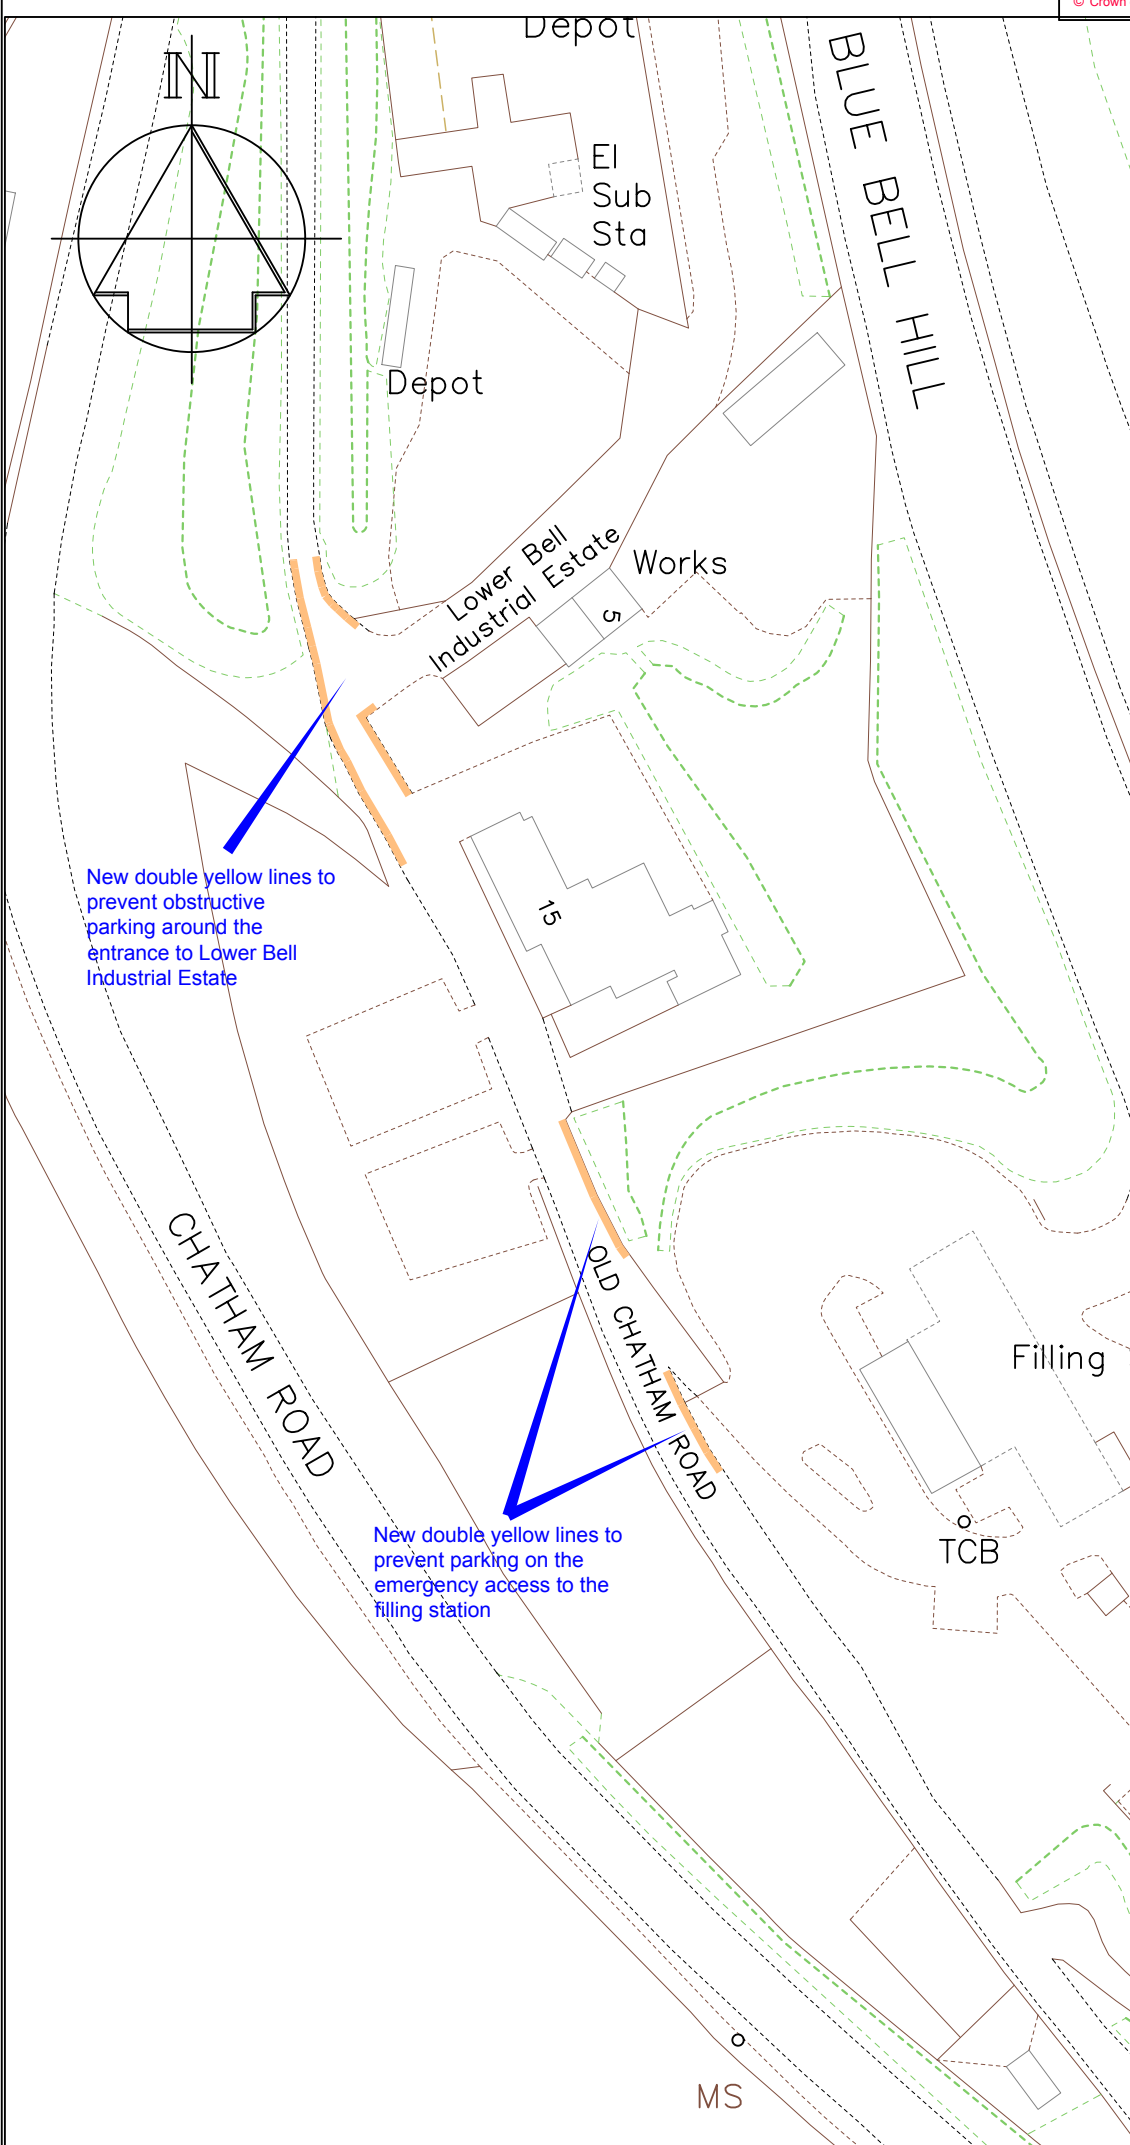 © Crown
Depot
N
BLUE BELL HILL
El
Sub
Sta
Depot
Lower Bell
Industrial Estate
Works
5
15
New double yellow lines to
prevent obstructive
parking around the
entrance to Lower Bell
Industrial Estate
CHATHAM ROAD
OLD CHATHAM ROAD
Filling
TCB
New double yellow lines to
prevent parking on the
emergency access to the
filling station
MS